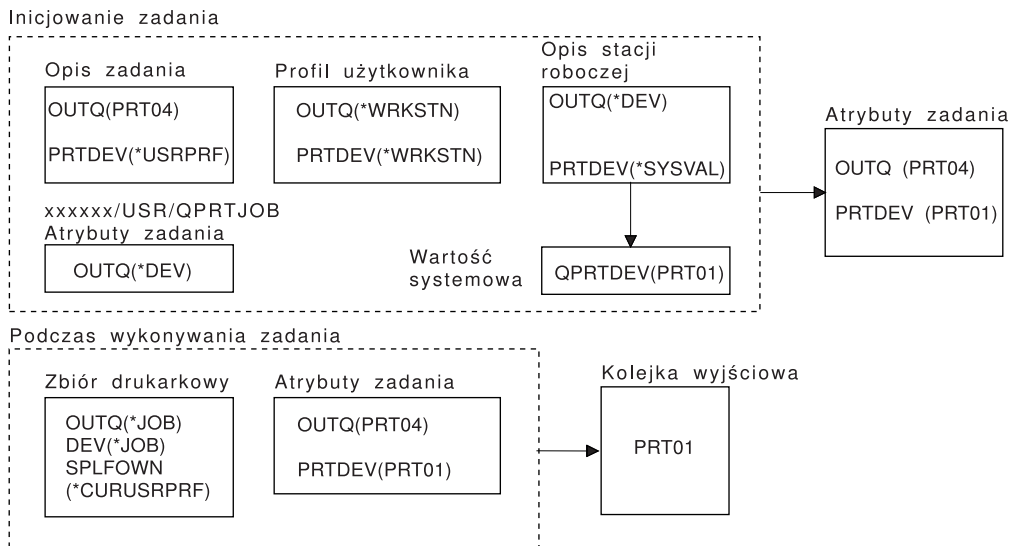 Inicjowanie zadania
Opis zadania
OUTQ(PRT04)
PRTDEV(*USRPRF)
Profil użytkownika
OUTQ(*WRKSTN)
PRTDEV(*WRKSTN)
Opis stacji
roboczej
OUTQ(*DEV)
PRTDEV(*SYSVAL)
Atrybuty zadania
OUTQ (PRT04)
PRTDEV (PRT01)
xxxxxx/USR/QPRTJOB
Atrybuty zadania
OUTQ(*DEV)
Wartość
systemowa
QPRTDEV(PRT01)
Podczas wykonywania zadania
Zbiór drukarkowy
OUTQ(*JOB)
DEV(*JOB)
SPLFOWN
(*CURUSRPRF)
Atrybuty zadania
OUTQ(PRT04)
PRTDEV(PRT01)
Kolejka wyjściowa
PRT01